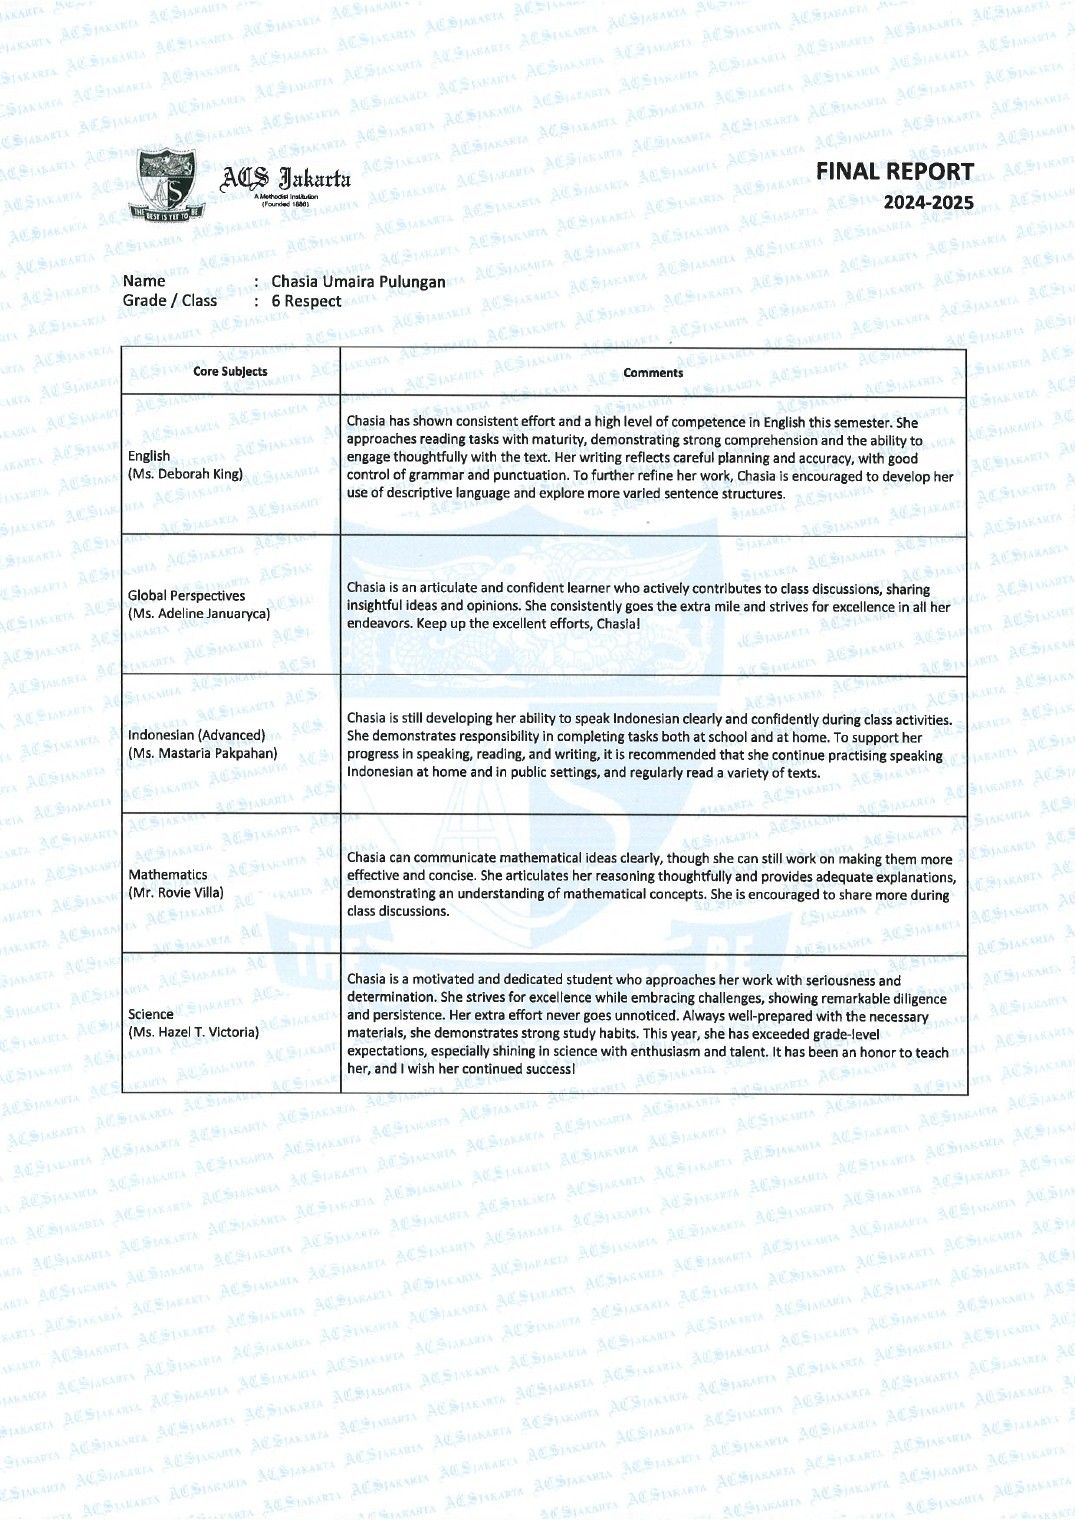 ACS Jakarta
A Methodist Institution
(Founded 1886)
THE BEST IS YET TO BE
FINAL REPORT
2024-2025
Name : Chasia Umaira Pulungan
Grade / Class : 6 Respect
Core Subjects
Comments
English
(Ms. Deborah King)
Chasia has shown consistent effort and a high level of competence in English this semester. She
approaches reading tasks with maturity, demonstrating strong comprehension and the ability to
engage thoughtfully with the text. Her writing reflects careful planning and accuracy, with good
control of grammar and punctuation. To further refine her work, Chasia is encouraged to develop her
use of descriptive language and explore more varied sentence structures.
Global Perspectives
(Ms. Adeline Januaryca)
Chasia is an articulate and confident learner who actively contributes to class discussions, sharing
insightful ideas and opinions. She consistently goes the extra mile and strives for excellence in all her
endeavors. Keep up the excellent efforts, Chasia!
Indonesian (Advanced)
(Ms. Mastaria Pakpahan)
Chasia is still developing her ability to speak Indonesian clearly and confidently during class activities.
She demonstrates responsibility in completing tasks both at school and at home. To support her
progress in speaking, reading, and writing, it is recommended that she continue practising speaking
Indonesian at home and in public settings, and regularly read a variety of texts.
Mathematics
(Mr. Rovie Villa)
Chasia can communicate mathematical ideas clearly, though she can still work on making them more
effective and concise. She articulates her reasoning thoughtfully and provides adequate explanations,
demonstrating an understanding of mathematical concepts. She is encouraged to share more during
class discussions.
Science
(Ms. Hazel T. Victoria)
Chasia is a motivated and dedicated student who approaches her work with seriousness and
determination. She strives for excellence while embracing challenges, showing remarkable diligence
and persistence. Her extra effort never goes unnoticed. Always well-prepared with the necessary
materials, she demonstrates strong study habits. This year, she has exceeded grade-level
expectations, especially shining in science with enthusiasm and talent. It has been an honor to teach
her, and I wish her continued success!